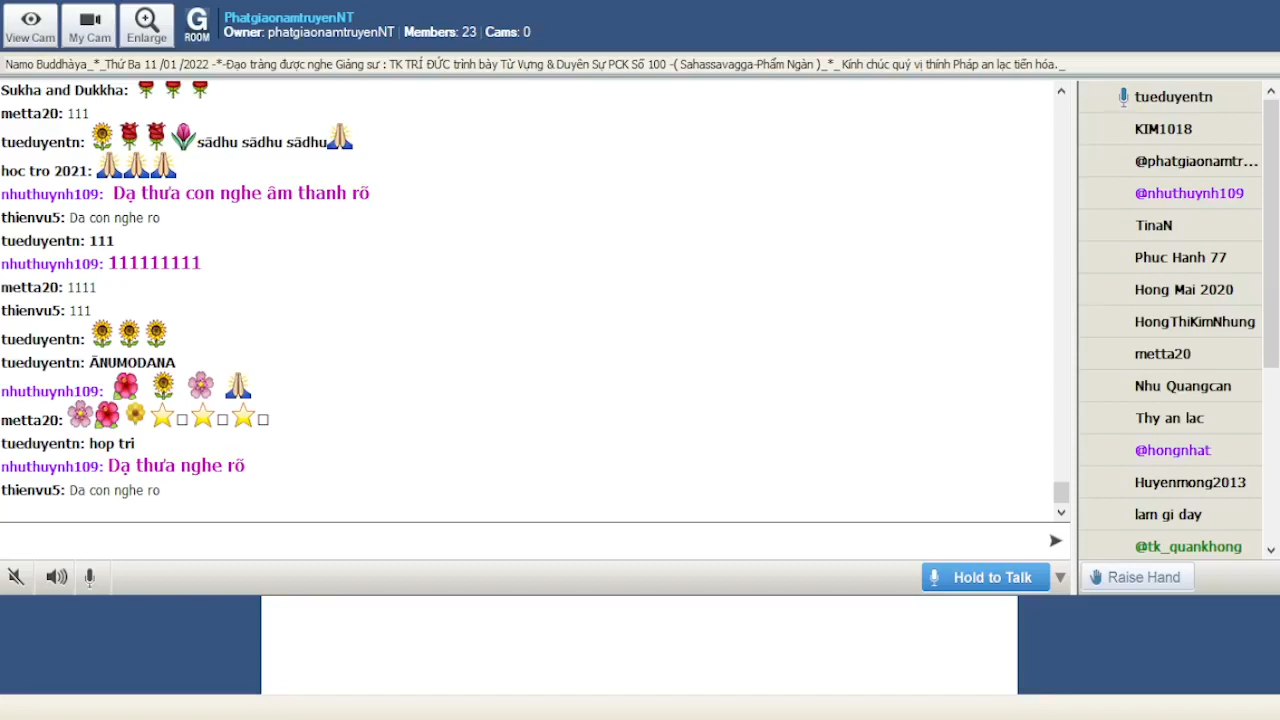 View Cam
My Cam
Enlarge
G
ROOM
PhatgiaonamtruyenNT
Owner: phatgiaonamtruyenNT | Members: 23 | Cams: 0
Namo Buddhàya_*_Thứ Ba 11 /01 /2022 -*-Đạo tràng được nghe Giảng sư : TK TRÍ ĐỨC trình bày Từ Vựng & Duyên Sự PCK Số 100 -( Sahassavagga-Phẩm Ngàn )_*_ Kính chúc quý vị thính Pháp an lạc tiến hóa._
Sukha and Dukkha:
metta20: 111
tueduyentn: sādhu sādhu sādhu
hoc tro 2021:
nhuthuynh109: Dạ thưa con nghe âm thanh rõ
thienvu5: Da con nghe ro
tueduyentn: 111
nhuthuynh109: 111111111
metta20: 1111
thienvu5: 111
tueduyentn:
tueduyentn: ĀNUMODANA
nhuthuynh109:
metta20:
tueduyentn: hop tri
nhuthuynh109: Dạ thưa nghe rõ
thienvu5: Da con nghe ro
Hold to Talk
tueduyentn
KIM1018
@phatgiaonamtr...
@nhuthuynh109
TinaN
Phuc Hanh 77
Hong Mai 2020
HongThiKimNhung
metta20
Nhu Quangcan
Thy an lac
@hongnhat
Huyenmong2013
lam gi day
@tk_quankhong
Raise Hand